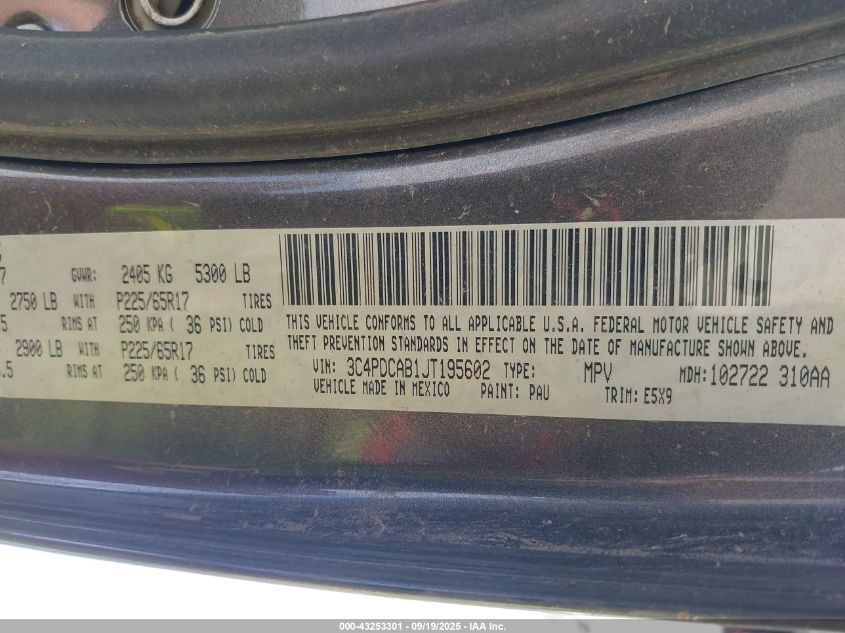 GVWR: 2405 KG 5300 LB
2750 LB WITH P225/65R17 TIRES
RIMS AT 250 KPA ( 36 PSI) COLD
2900 LB WITH P225/65R17 TIRES
.5 RIMS AT 250 KPA ( 36 PSI) COLD
THIS VEHICLE CONFORMS TO ALL APPLICABLE U.S.A. FEDERAL MOTOR VEHICLE SAFETY AND
THEFT PREVENTION STANDARDS IN EFFECT ON THE DATE OF MANUFACTURE SHOWN ABOVE.
VIN: 3C4PDCAB1JT195602 TYPE: MPV MDH: 102722 310AA
VEHICLE MADE IN MEXICO PAINT: PAU TRIM: E5X9
000-43253301 - 09/19/2025 - IAA Inc.